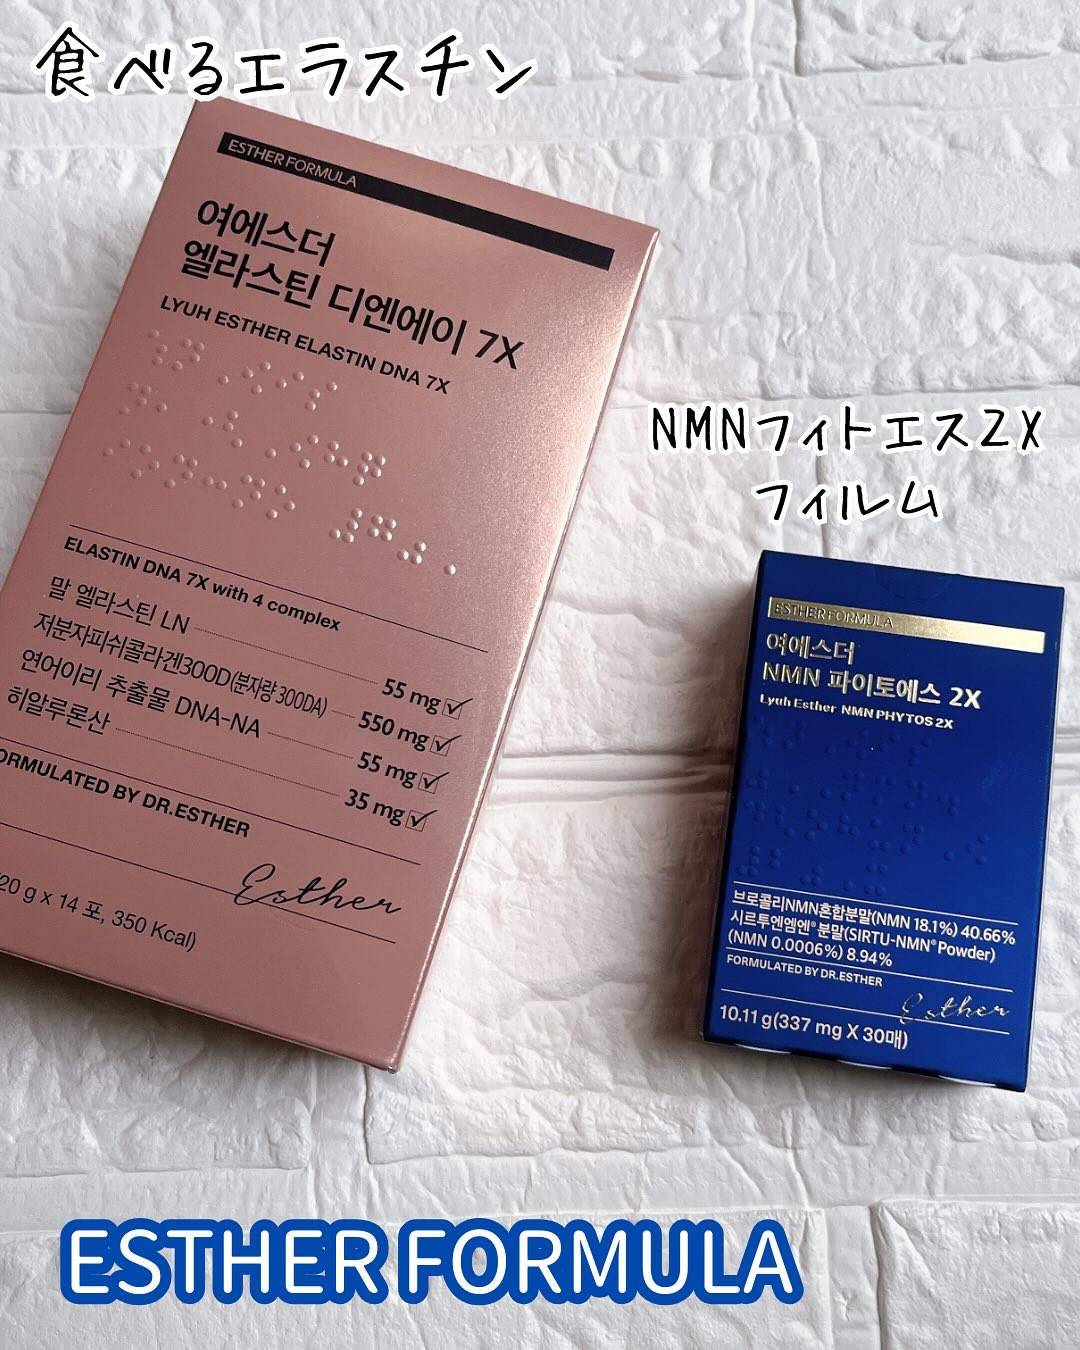 食べるエラスチン
ESTHER FORMULA
여에스더
엘라스틴 디엔에이 7X
LYUH ESTHER ELASTIN DNA 7X
ELASTIN DNA 7X with 4 complex
말 엘라스틴 LN 55 mg
저분자피쉬콜라겐300D(분자량 300DA) 550 mg
연어이리 추출물 DNA-NA 55 mg
히알루론산 35 mg
FORMULATED BY DR.ESTHER
Esther
20 g x 14 포, 350 Kcal)
NMNフィトエス2X
フィルム
ESTHER FORMULA
여에스더
NMN 파이토에스 2X
Lyuh Esther NMN PHYTOS 2X
브로콜리NMN혼합분말(NMN 18.1%) 40.66%
시르투엔엠엔® 분말(SIRTU-NMN® Powder)
(NMN 0.0006%) 8.94%
FORMULATED BY DR.ESTHER
Esther
10.11 g(337 mg X 30매)
ESTHER FORMULA